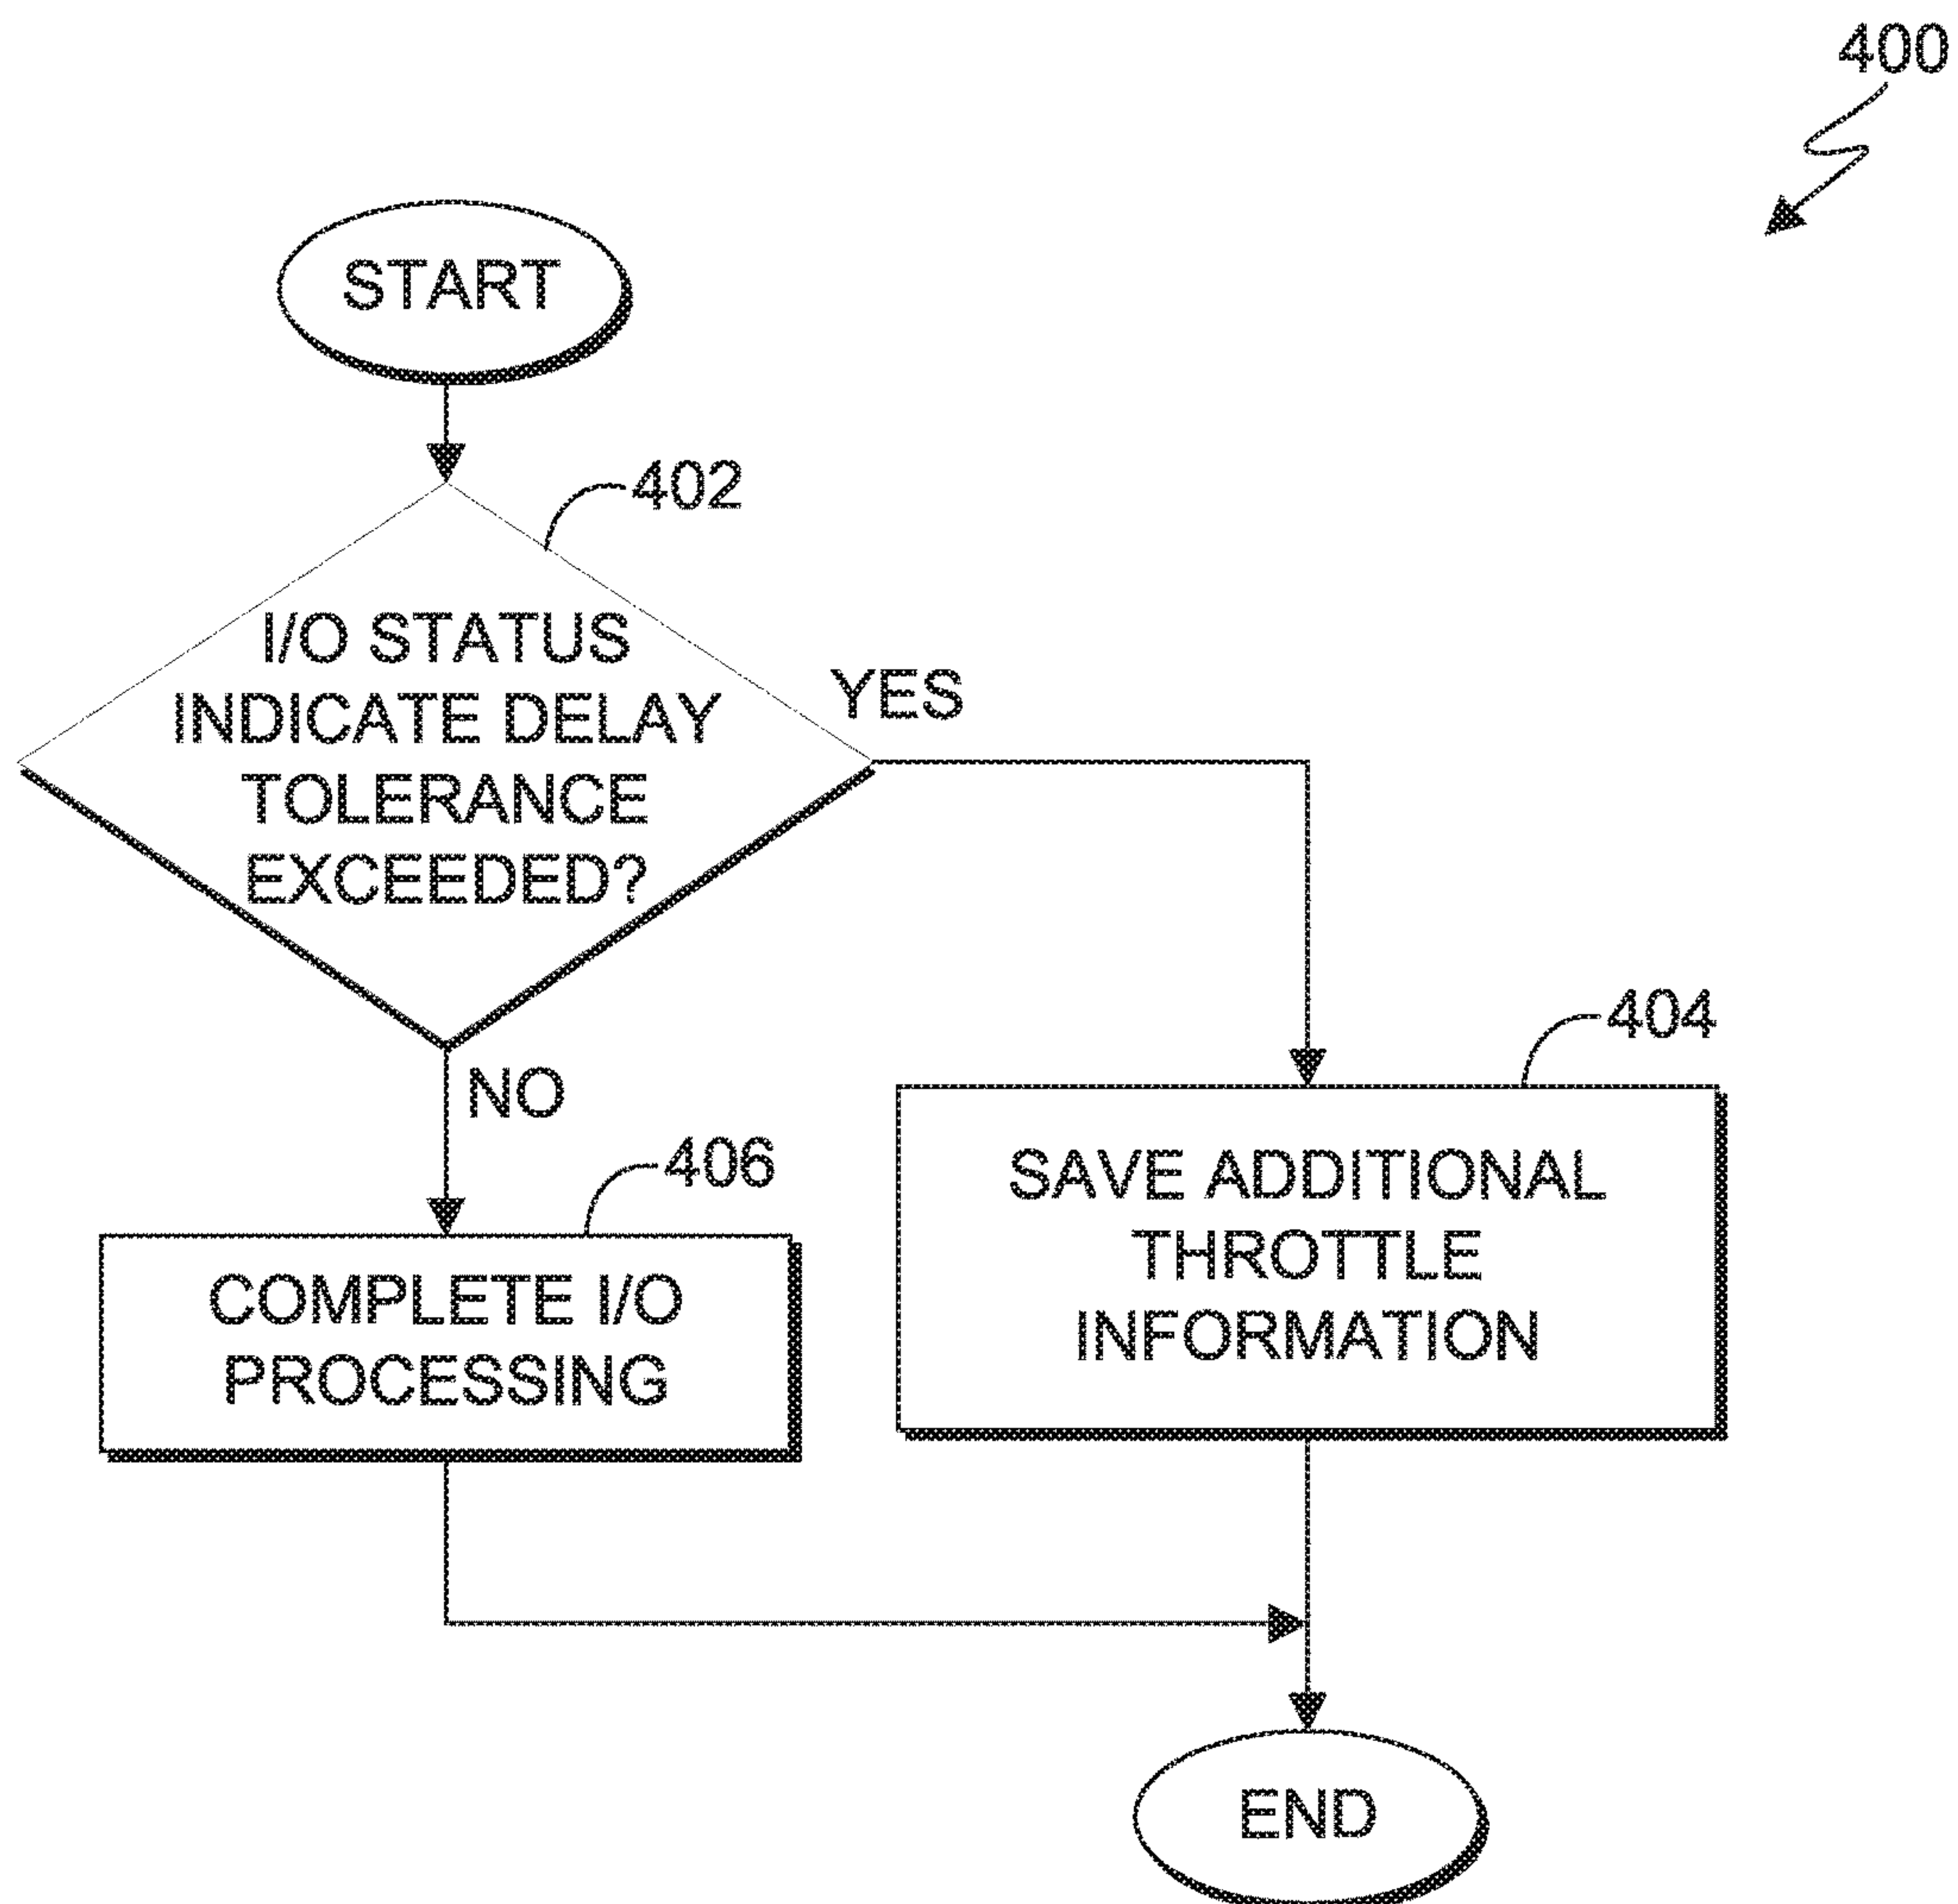 400
START
402
I/O STATUS
INDICATE DELAY
TOLERANCE
EXCEEDED?
YES
NO
404
SAVE ADDITIONAL
THROTTLE
INFORMATION
406
COMPLETE I/O
PROCESSING
END